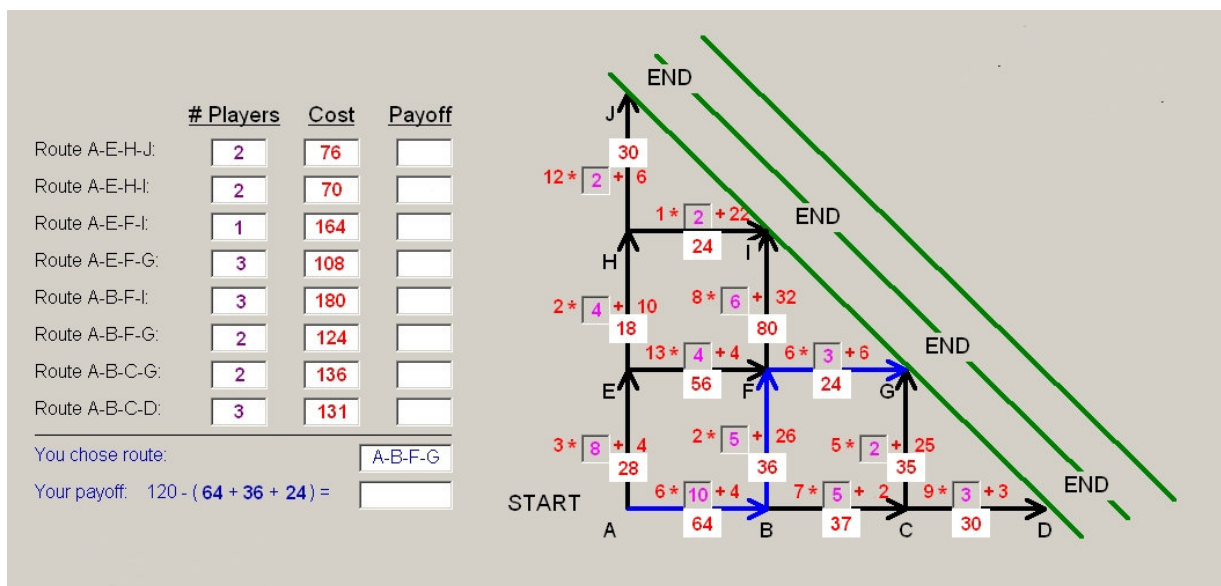 # Players Cost Payoff
Route A-E-H-J: 2 76
Route A-E-H-I: 2 70
Route A-E-F-I: 1 164
Route A-E-F-G: 3 108
Route A-B-F-I: 3 180
Route A-B-F-G: 2 124
Route A-B-C-G: 2 136
Route A-B-C-D: 3 131
You chose route: A-B-F-G
Your payoff: 120 - ( 64 + 36 + 24 ) =
END
J
30
12 * 2 + 6
END
1 * 2 + 22
24
H I
2 * 4 + 10
18
8 * 6 + 32
80
END
13 * 4 + 4
56
6 * 3 + 6
24
E F G
3 * 8 + 4
28
2 * 5 + 26
36
5 * 2 + 25
35
END
START
6 * 10 + 4
64
7 * 5 + 2
37
9 * 3 + 3
30
A B C D